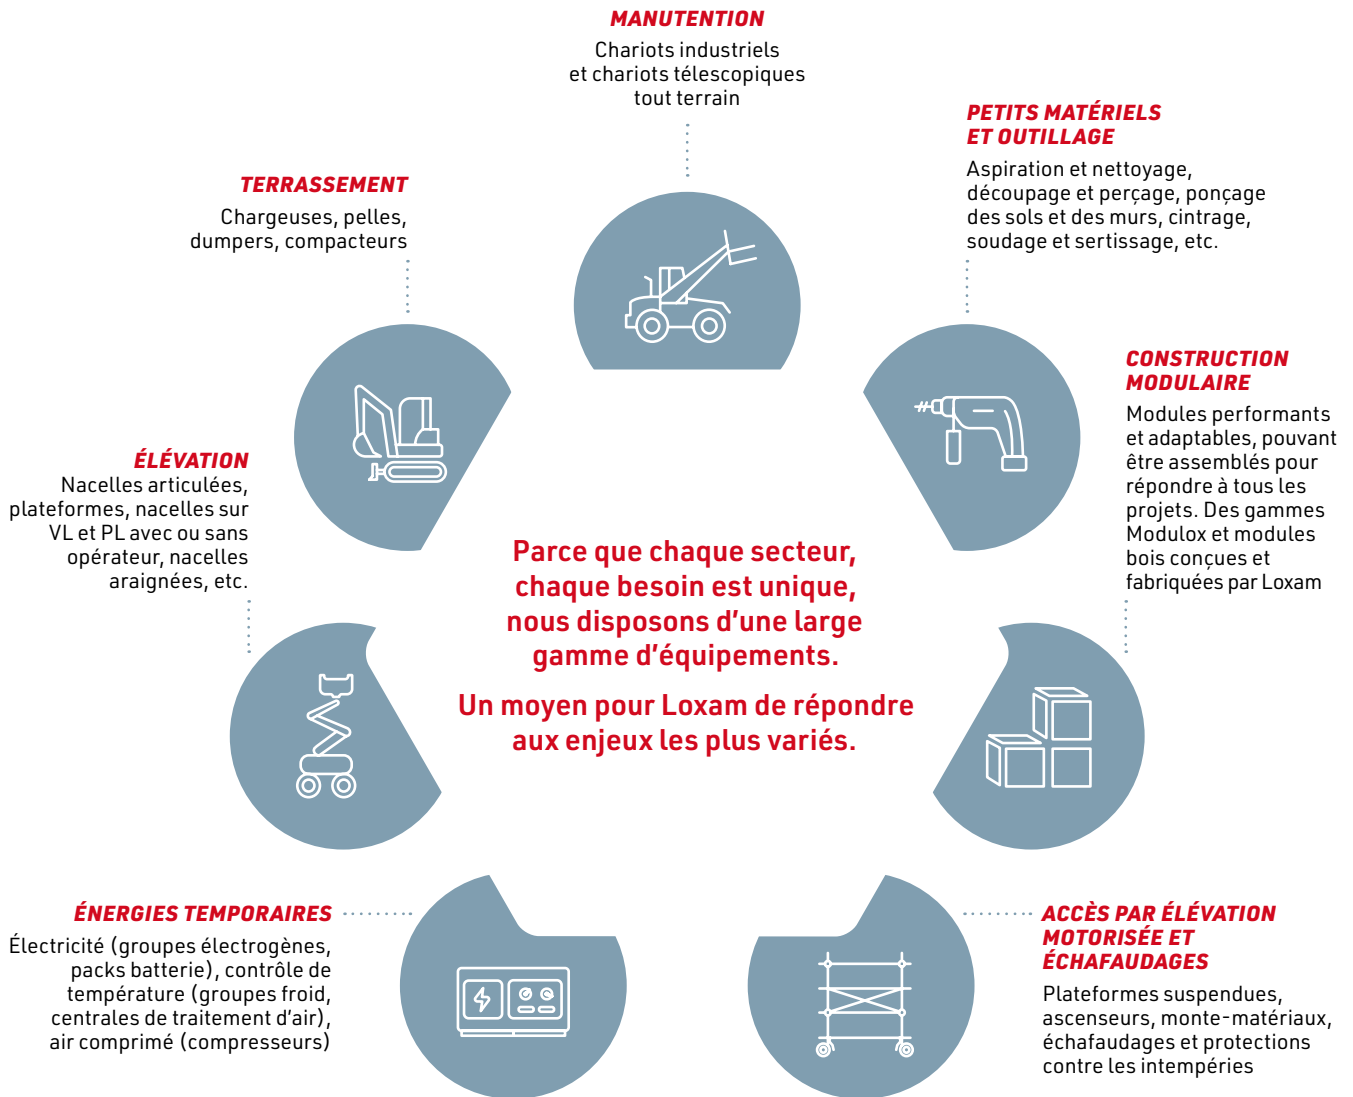 MANUTENTION
Chariots industriels
et chariots télescopiques
tout terrain
PETITS MATÉRIELS
ET OUTILLAGE
Aspiration et nettoyage,
découpage et perçage, ponçage
des sols et des murs, cintrage,
soudage et sertissage, etc.
TERRASSEMENT
Chargeuses, pelles,
dumpers, compacteurs
CONSTRUCTION
MODULAIRE
Modules performants
et adaptables, pouvant
être assemblés pour
répondre à tous les
projets. Des gammes
Modulox et modules
bois conçues et
fabriquées par Loxam
ÉLÉVATION
Nacelles articulées,
plateformes, nacelles sur
VL et PL avec ou sans
opérateur, nacelles
araignées, etc.
Parce que chaque secteur,
chaque besoin est unique,
nous disposons d’une large
gamme d’équipements.
Un moyen pour Loxam de répondre
aux enjeux les plus variés.
ÉNERGIES TEMPORAIRES
Électricité (groupes électrogènes,
packs batterie), contrôle de
température (groupes froid,
centrales de traitement d’air),
air comprimé (compresseurs)
ACCÈS PAR ÉLÉVATION
MOTORISÉE ET
ÉCHAFAUDAGES
Plateformes suspendues,
ascenseurs, monte-matériaux,
échafaudages et protections
contre les intempéries